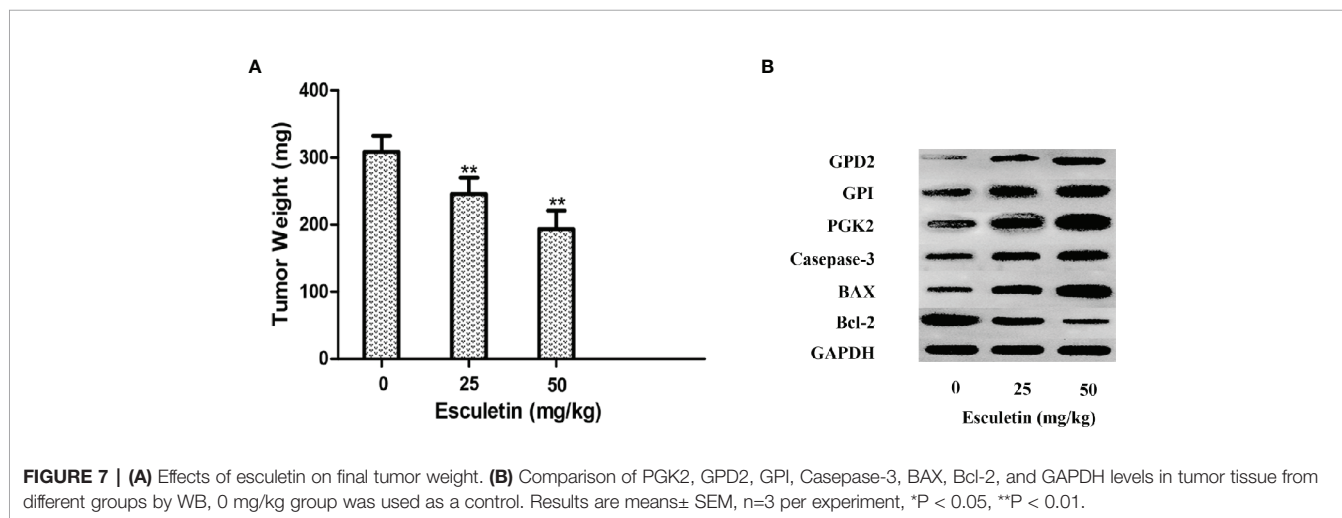 A
B
400
300
200
100
0
Tumor Weight (mg)
**
**
0 25 50
Esculetin (mg/kg)
GPD2
GPI
PGK2
Casepase-3
BAX
Bcl-2
GAPDH
0 25 50
Esculetin (mg/kg)
FIGURE 7 | (A) Effects of esculetin on final tumor weight. (B) Comparison of PGK2, GPD2, GPI, Casepase-3, BAX, Bcl-2, and GAPDH levels in tumor tissue from
different groups by WB, 0 mg/kg group was used as a control. Results are means± SEM, n=3 per experiment, *P < 0.05, **P < 0.01.